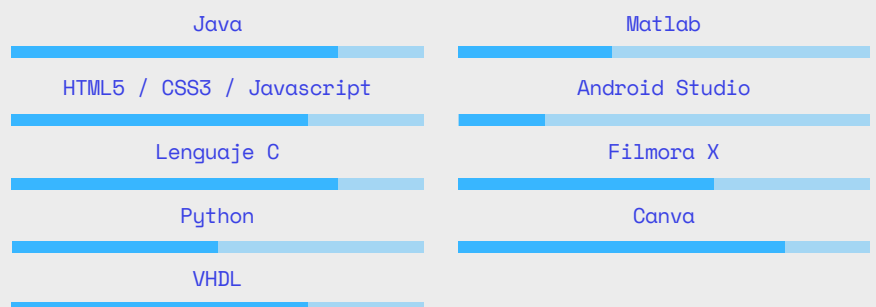 Java
HTML5 / CSS3 / Javascript
Lenguaje C
Python
VHDL
Matlab
Android Studio
Filmora X
Canva